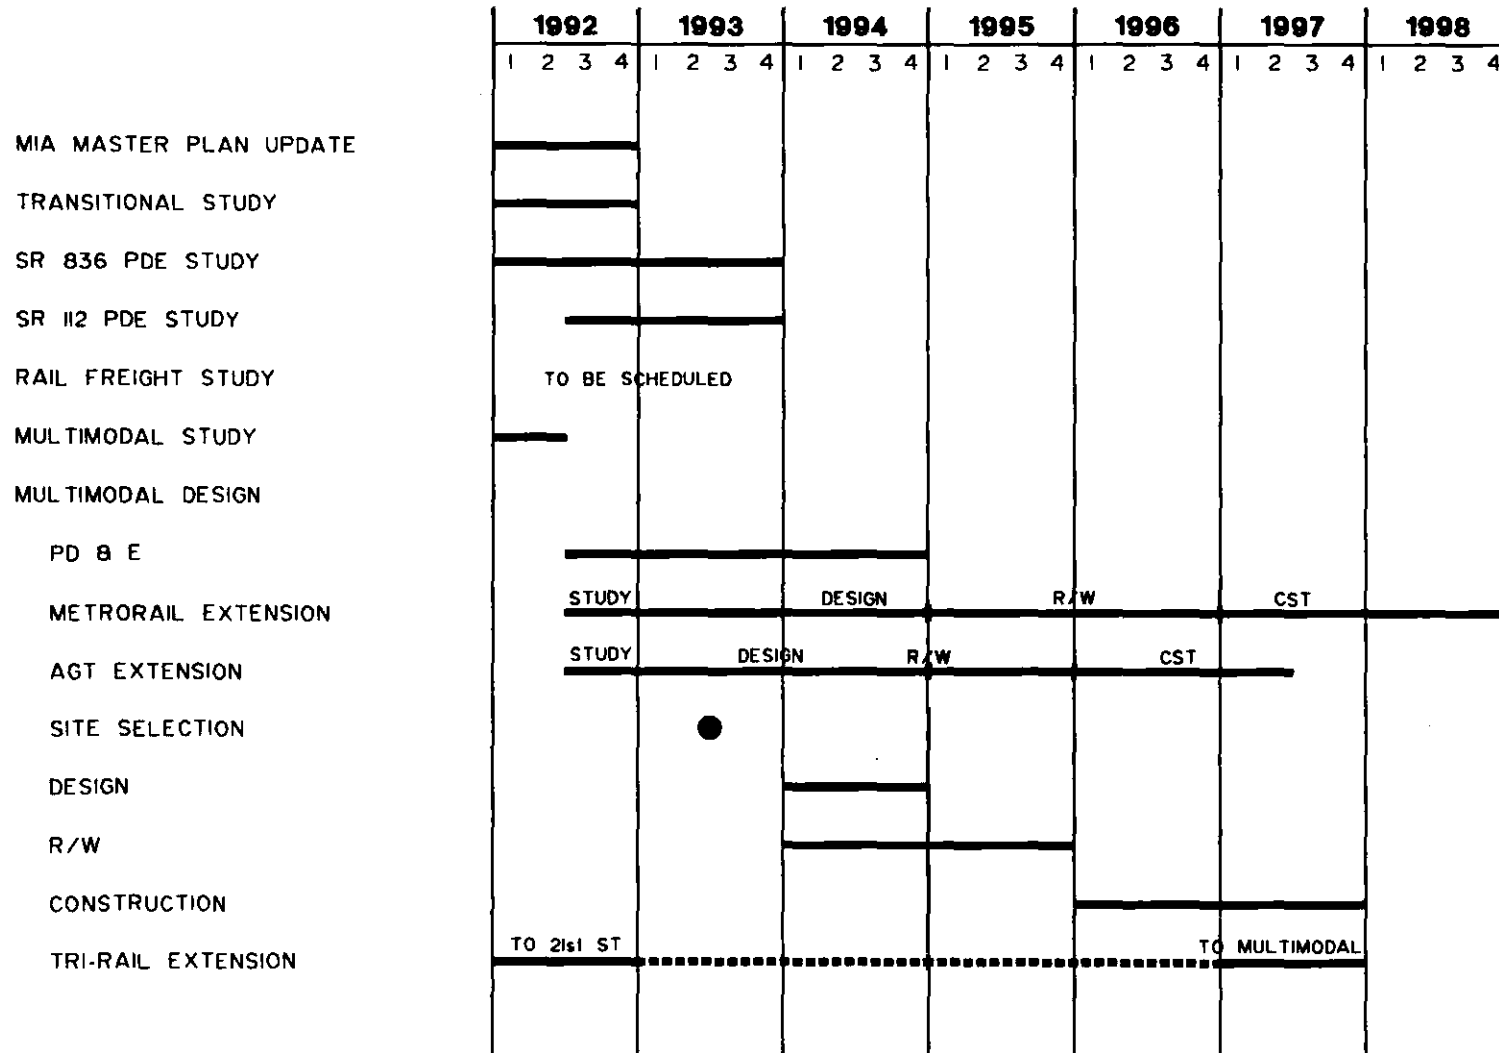 1992 1993 1994 1995 1996 1997 1998
1 2 3 4 1 2 3 4 1 2 3 4 1 2 3 4 1 2 3 4 1 2 3 4 1 2 3 4
MIA MASTER PLAN UPDATE
TRANSITIONAL STUDY
SR 836 PDE STUDY
SR 112 PDE STUDY
RAIL FREIGHT STUDY TO BE SCHEDULED
MULTIMODAL STUDY
MULTIMODAL DESIGN
PD & E
METRORAIL EXTENSION STUDY DESIGN R/W CST
AGT EXTENSION STUDY DESIGN R/W CST
SITE SELECTION
DESIGN
R/W
CONSTRUCTION
TRI-RAIL EXTENSION TO 21st ST TO MULTIMODAL